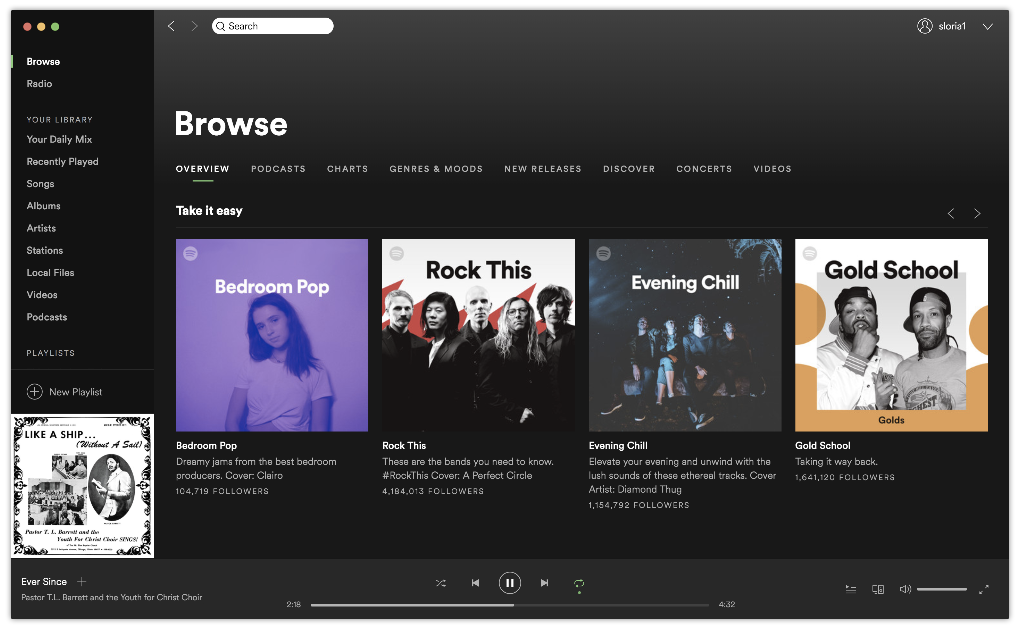 Search
sloria1
Browse
Radio
YOUR LIBRARY
Your Daily Mix
Recently Played
Songs
Albums
Artists
Stations
Local Files
Videos
Podcasts
PLAYLISTS
New Playlist
LIKE A SHIP...
(Without A Sail)
Pastor T. L. Barrett and the
Youth For Christ Choir SINGS!
Browse
OVERVIEW PODCASTS CHARTS GENRES & MOODS NEW RELEASES DISCOVER CONCERTS VIDEOS
Take it easy
Bedroom Pop
Bedroom Pop
Dreamy jams from the best bedroom
producers. Cover: Clairo
104,719 FOLLOWERS
Rock This
Rock This
These are the bands you need to know.
#RockThis Cover: A Perfect Circle
4,184,013 FOLLOWERS
Evening Chill
Evening Chill
Elevate your evening and unwind with the
lush sounds of these ethereal tracks. Cover
Artist: Diamond Thug
1,154,792 FOLLOWERS
Gold School
Golds
Gold School
Taking it way back.
1,641,120 FOLLOWERS
Ever Since
Pastor T.L. Barrett and the Youth for Christ Choir
2:18
4:32